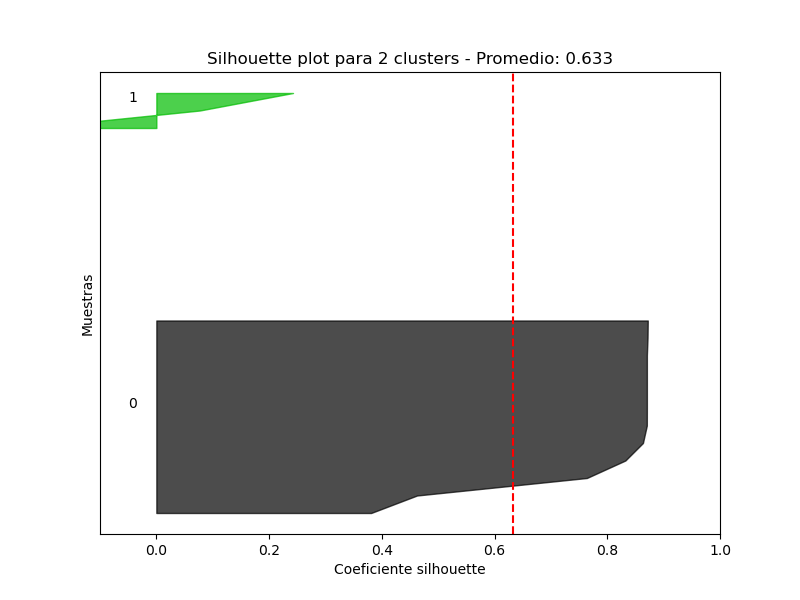 Silhouette plot para 2 clusters - Promedio: 0.633
1
Muestras
0
0.0 0.2 0.4 0.6 0.8 1.0
Coeficiente silhouette